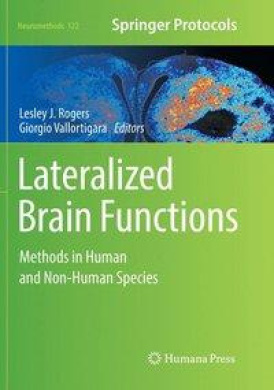 Neuromethods 122
Springer Protocols
Lesley J. Rogers
Giorgio Vallortigara Editors
Lateralized
Brain Functions
Methods in Human
and Non-Human Species
Humana Press